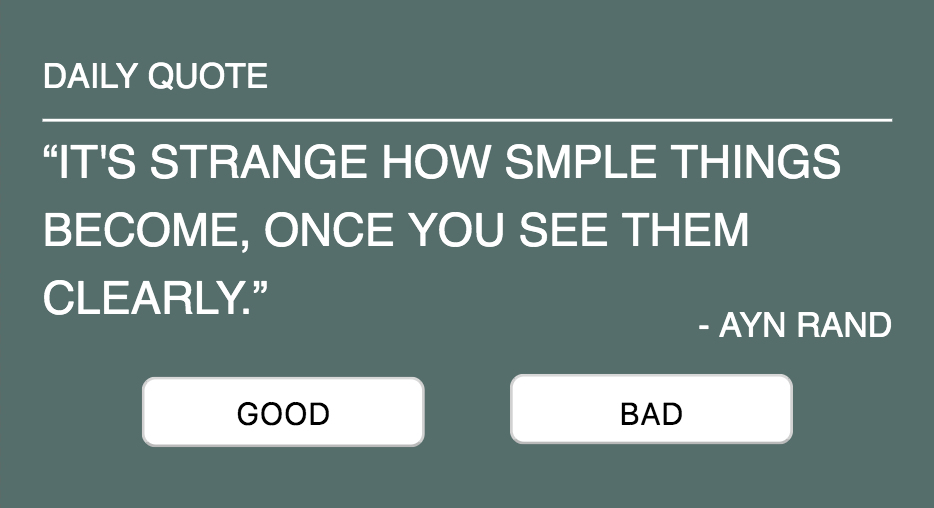 DAILY QUOTE
“IT'S STRANGE HOW SMPLE THINGS
BECOME, ONCE YOU SEE THEM
CLEARLY.”
- AYN RAND
GOOD
BAD